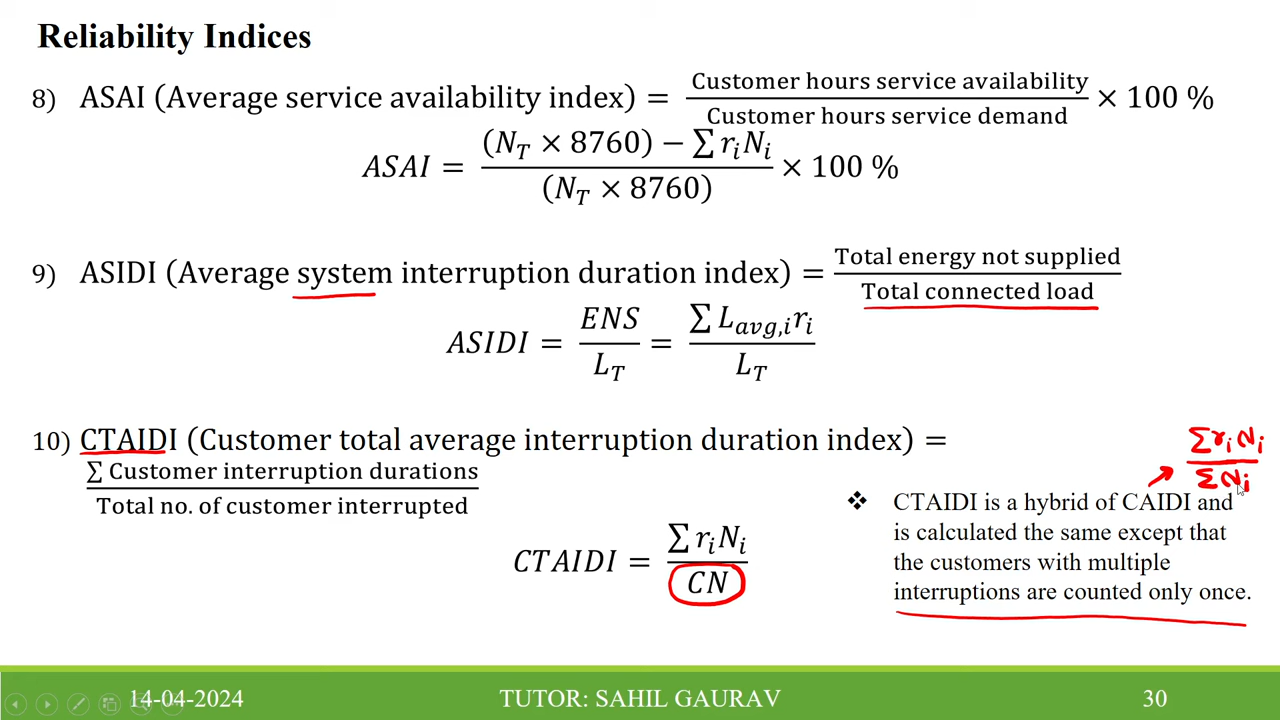 Reliability Indices
8) ASAI (Average service availability index) = Customer hours service availability / Customer hours service demand × 100 %
ASAI = (N_T × 8760) − ∑ r_i N_i / (N_T × 8760) × 100 %
9) ASIDI (Average system interruption duration index) = Total energy not supplied / Total connected load
ASIDI = ENS / L_T = ∑ L_avg,i r_i / L_T
10) CTAIDI (Customer total average interruption duration index) =
∑ Customer interruption durations / Total no. of customer interrupted
∑ r_i N_i / ∑ N_i
❖ CTAIDI is a hybrid of CAIDI and
is calculated the same except that
the customers with multiple
interruptions are counted only once.
CTAIDI = ∑ r_i N_i / CN
14-04-2024 TUTOR: SAHIL GAURAV 30